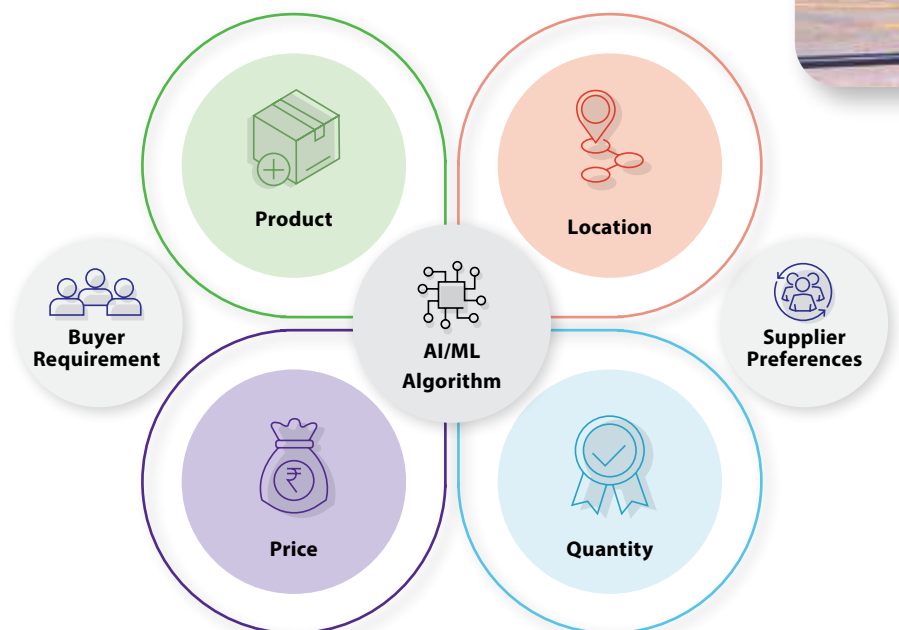 Product
Location
Buyer
Requirement
AI/ML
Algorithm
Supplier
Preferences
₹
Price
Quantity